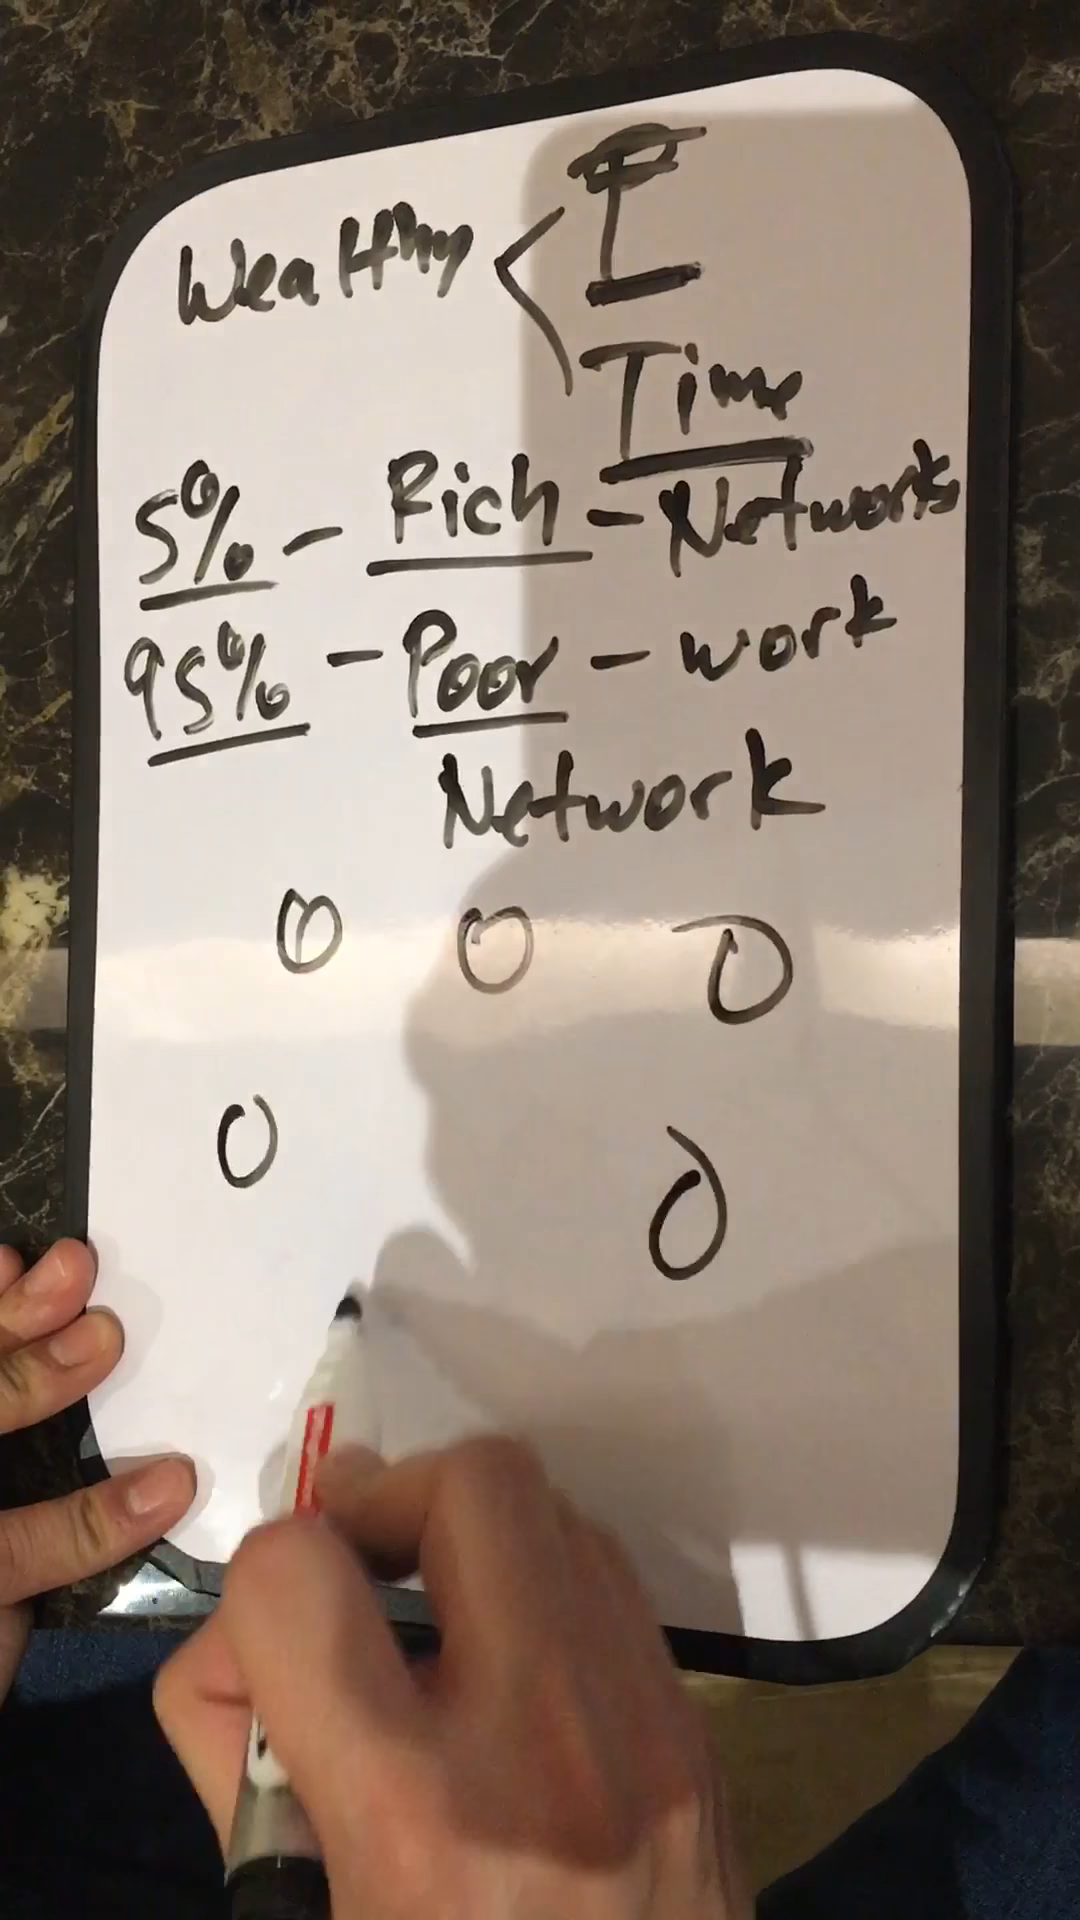 Wealthy < ₤
Time
5% - Rich - Networks
95% - Poor - work
Network